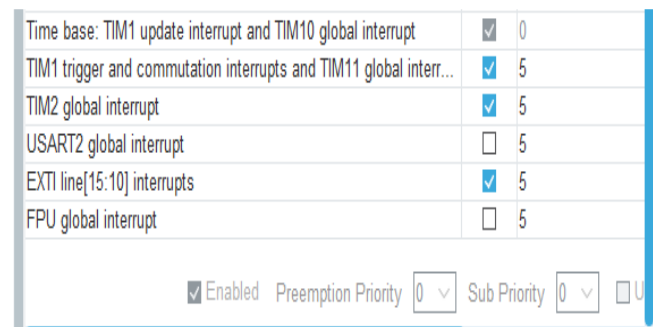 Time base: TIM1 update interrupt and TIM10 global interrupt 0
TIM1 trigger and commutation interrupts and TIM11 global interr... 5
TIM2 global interrupt 5
USART2 global interrupt 5
EXTI line[15:10] interrupts 5
FPU global interrupt 5
Enabled Preemption Priority 0 Sub Priority 0 U